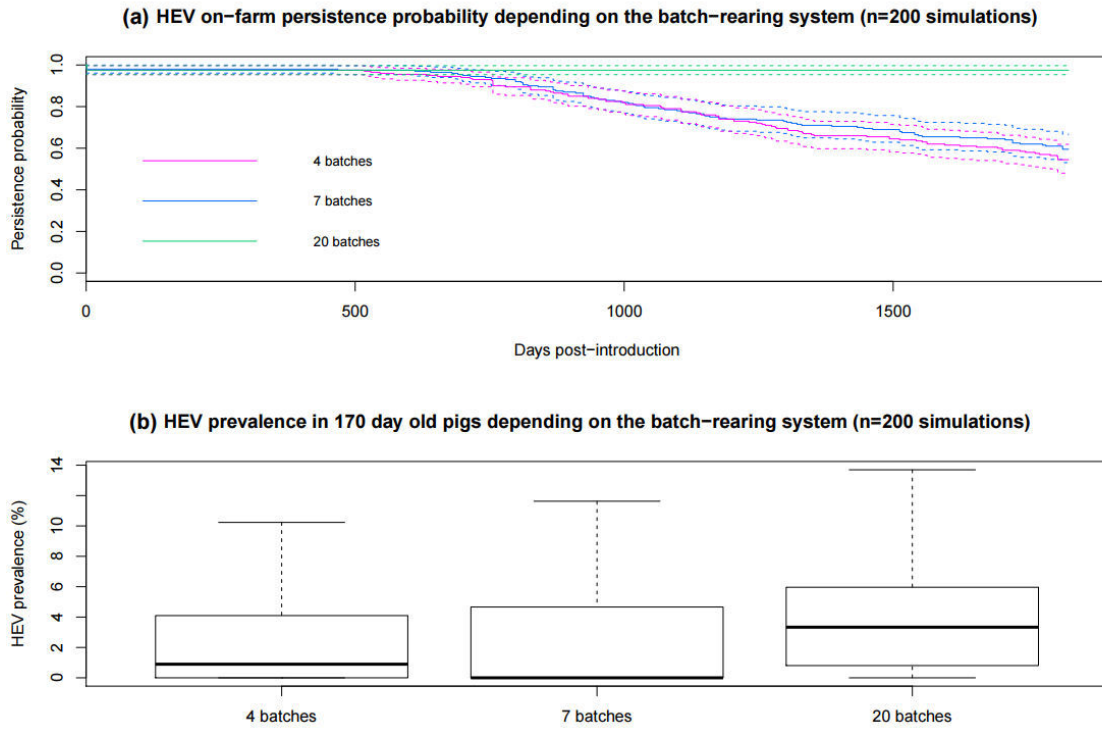 (a) HEV on−farm persistence probability depending on the batch−rearing system (n=200 simulations)
Persistence probability
1.0
0.8
0.6
0.4
0.2
0.0
4 batches
7 batches
20 batches
0 500 1000 1500
Days post−introduction
(b) HEV prevalence in 170 day old pigs depending on the batch−rearing system (n=200 simulations)
HEV prevalence (%)
14
10
8
6
4
2
0
4 batches 7 batches 20 batches